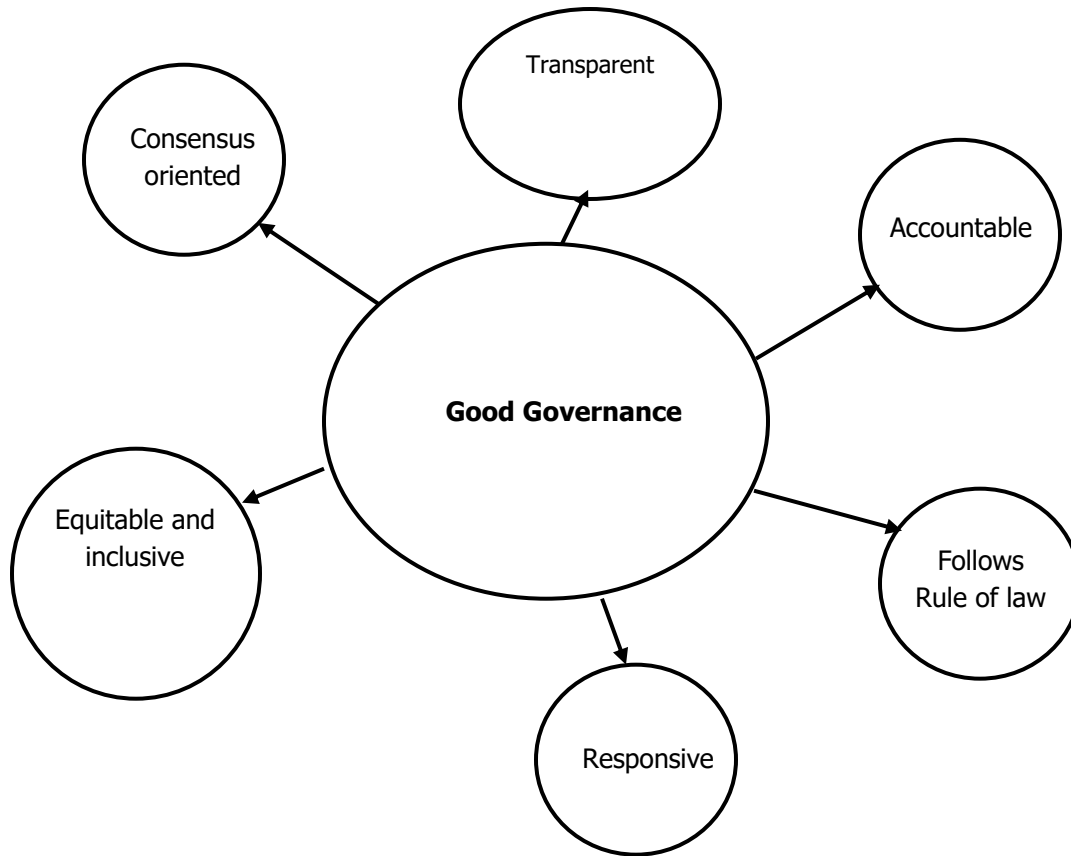 Transparent
Consensus
oriented
Accountable
Good Governance
Equitable and
inclusive
Follows
Rule of law
Responsive